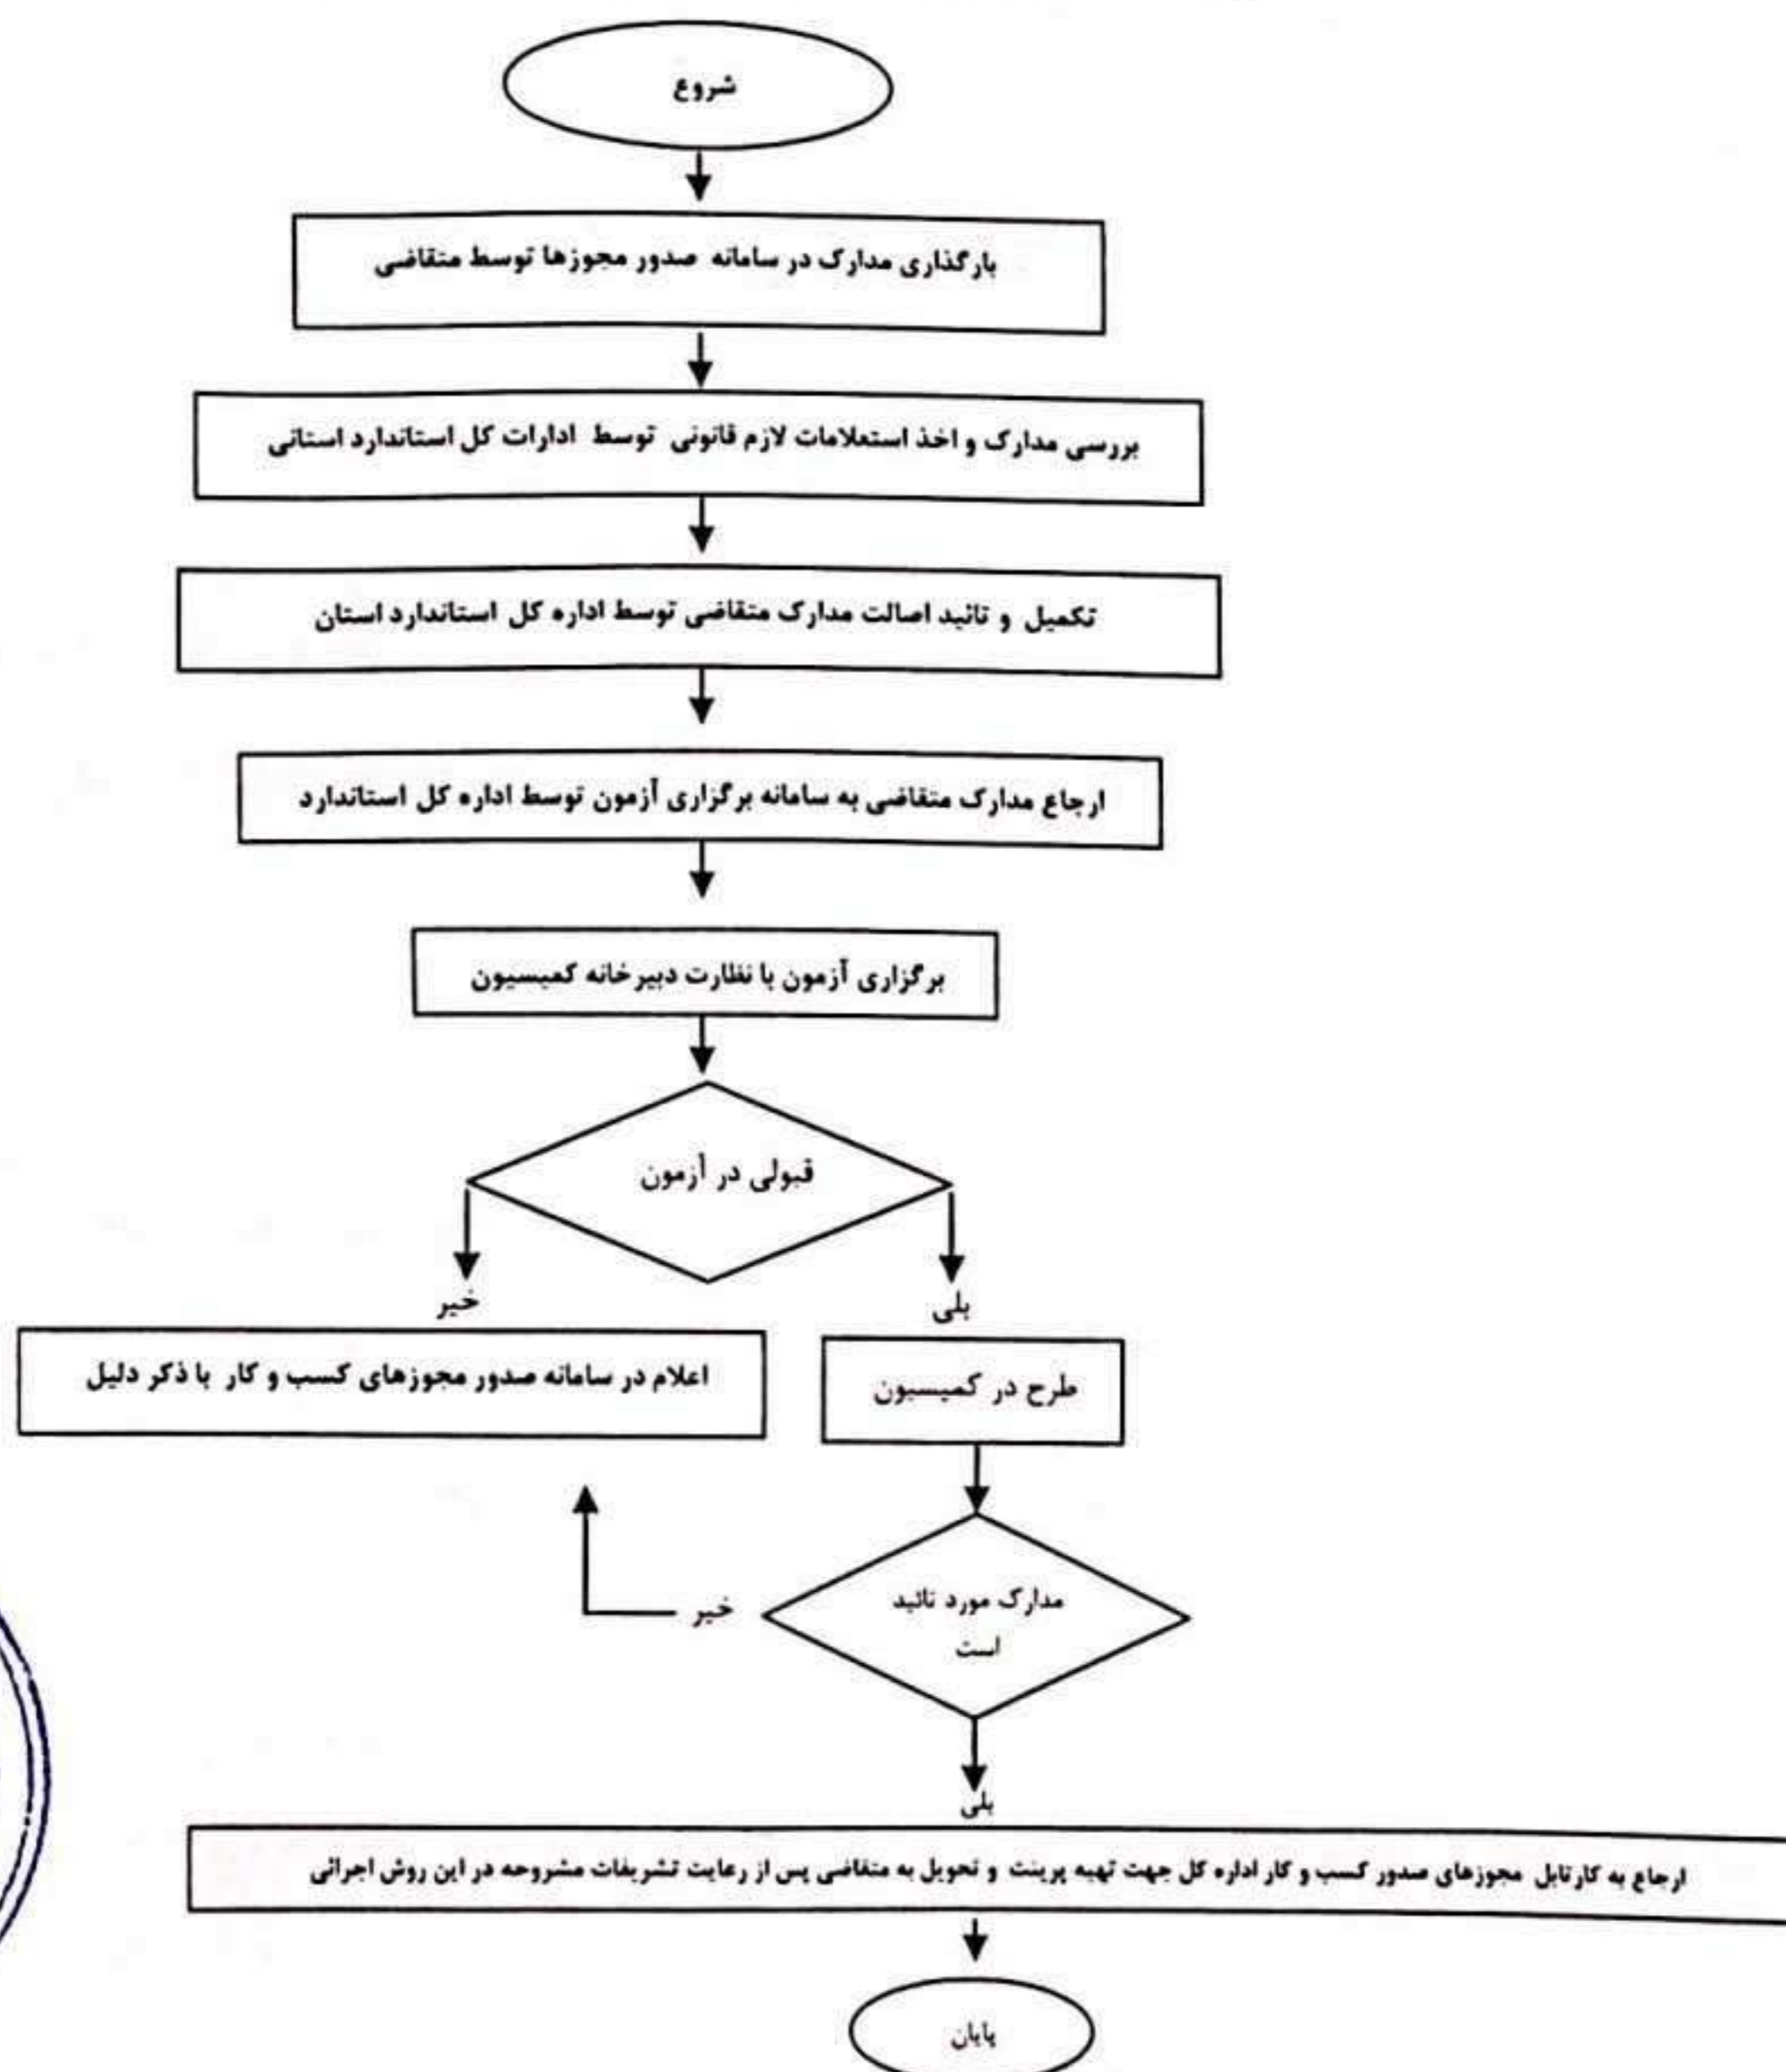 شروع
بارگذاری مدارک در سامانه صدور مجوزها توسط متقاضی
بررسی مدارک و اخذ استعلامات لازم قانونی توسط ادارات کل استاندارد استانی
تکمیل و تائید اصالت مدارک متقاضی توسط اداره کل استاندارد استان
ارجاع مدارک متقاضی به سامانه برگزاری آزمون توسط اداره کل استاندارد
برگزاری آزمون با نظارت دبیرخانه کمیسیون
قبولی در آزمون
بلی
خیر
طرح در کمیسیون
اعلام در سامانه صدور مجوزهای کسب و کار با ذکر دلیل
مدارک مورد تائید
است
خیر
بلی
ارجاع به کارتابل مجوزهای صدور کسب و کار اداره کل جهت تهیه پرینت و تحویل به متقاضی پس از رعایت تشریفات مشروحه در این روش اجرائی
پایان